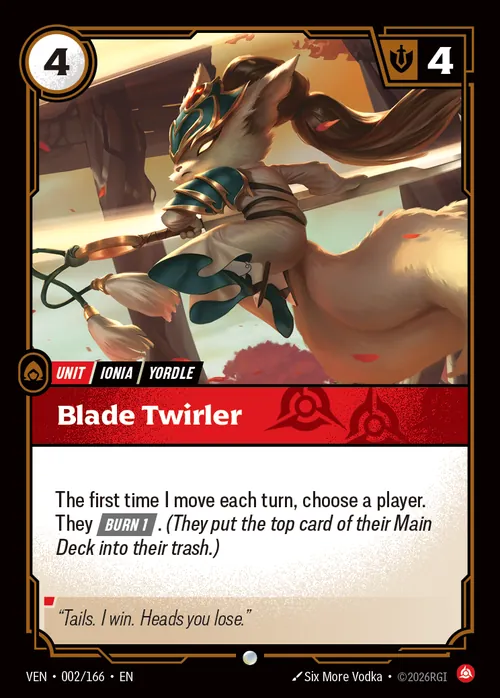 4
4
UNIT / IONIA / YORDLE
Blade Twirler
The first time I move each turn, choose a player.
They BURN 1. (They put the top card of their Main
Deck into their trash.)
“Tails. I win. Heads you lose.”
VEN • 002/166 • EN
Six More Vodka • ©2026RGI